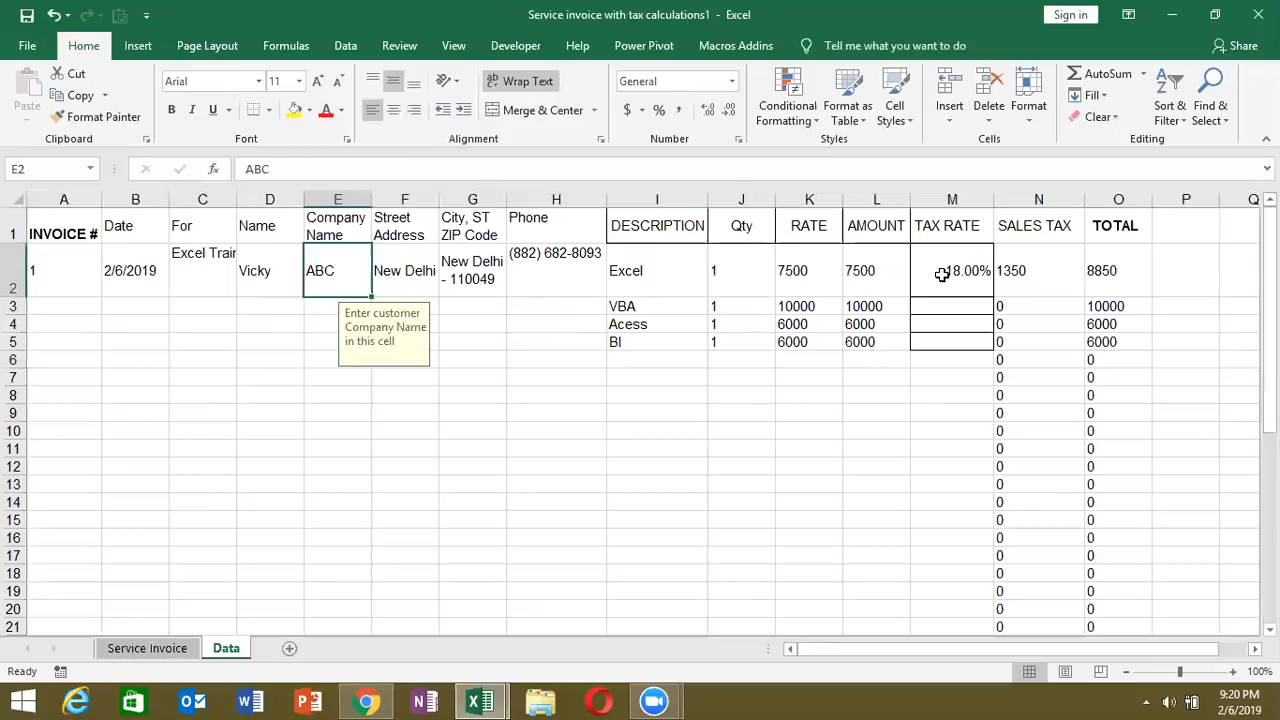 Service invoice with tax calculations1 - Excel
Sign in
File Home Insert Page Layout Formulas Data Review View Developer Help Power Pivot Macros Addins Tell me what you want to do Share
Paste
Cut
Copy
Format Painter
Clipboard
Arial 11
B I U
Font
Wrap Text
Merge & Center
Alignment
General
$ % ,
Number
Conditional Formatting
Format as Table
Cell Styles
Styles
Insert Delete Format
Cells
AutoSum
Fill
Clear
Sort & Filter
Find & Select
Editing
E2 fx ABC
A B C D E F G H I J K L M N O P Q
1 INVOICE # Date For Name Company Name Street Address City, ST ZIP Code Phone DESCRIPTION Qty RATE AMOUNT TAX RATE SALES TAX TOTAL
2 1 2/6/2019 Excel Train Vicky ABC New Delhi New Delhi - 110049 (882) 682-8093 Excel 1 7500 7500 18.00% 1350 8850
Enter customer
Company Name
in this cell
3 VBA 1 10000 10000 0 10000
4 Acess 1 6000 6000 0 6000
5 BI 1 6000 6000 0 6000
6 0 0
7 0 0
8 0 0
9 0 0
10 0 0
11 0 0
12 0 0
13 0 0
14 0 0
15 0 0
16 0 0
17 0 0
18 0 0
19 0 0
20 0 0
21 0 0
Service Invoice Data
Ready 100%
9:20 PM
2/6/2019